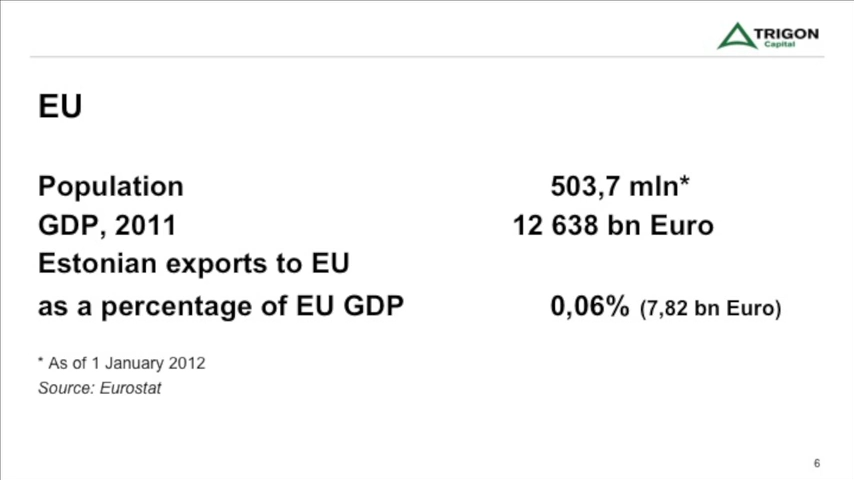 TRIGON
Capital
EU
Population 503,7 mln*
GDP, 2011 12 638 bn Euro
Estonian exports to EU
as a percentage of EU GDP 0,06% (7,82 bn Euro)
* As of 1 January 2012
Source: Eurostat
6